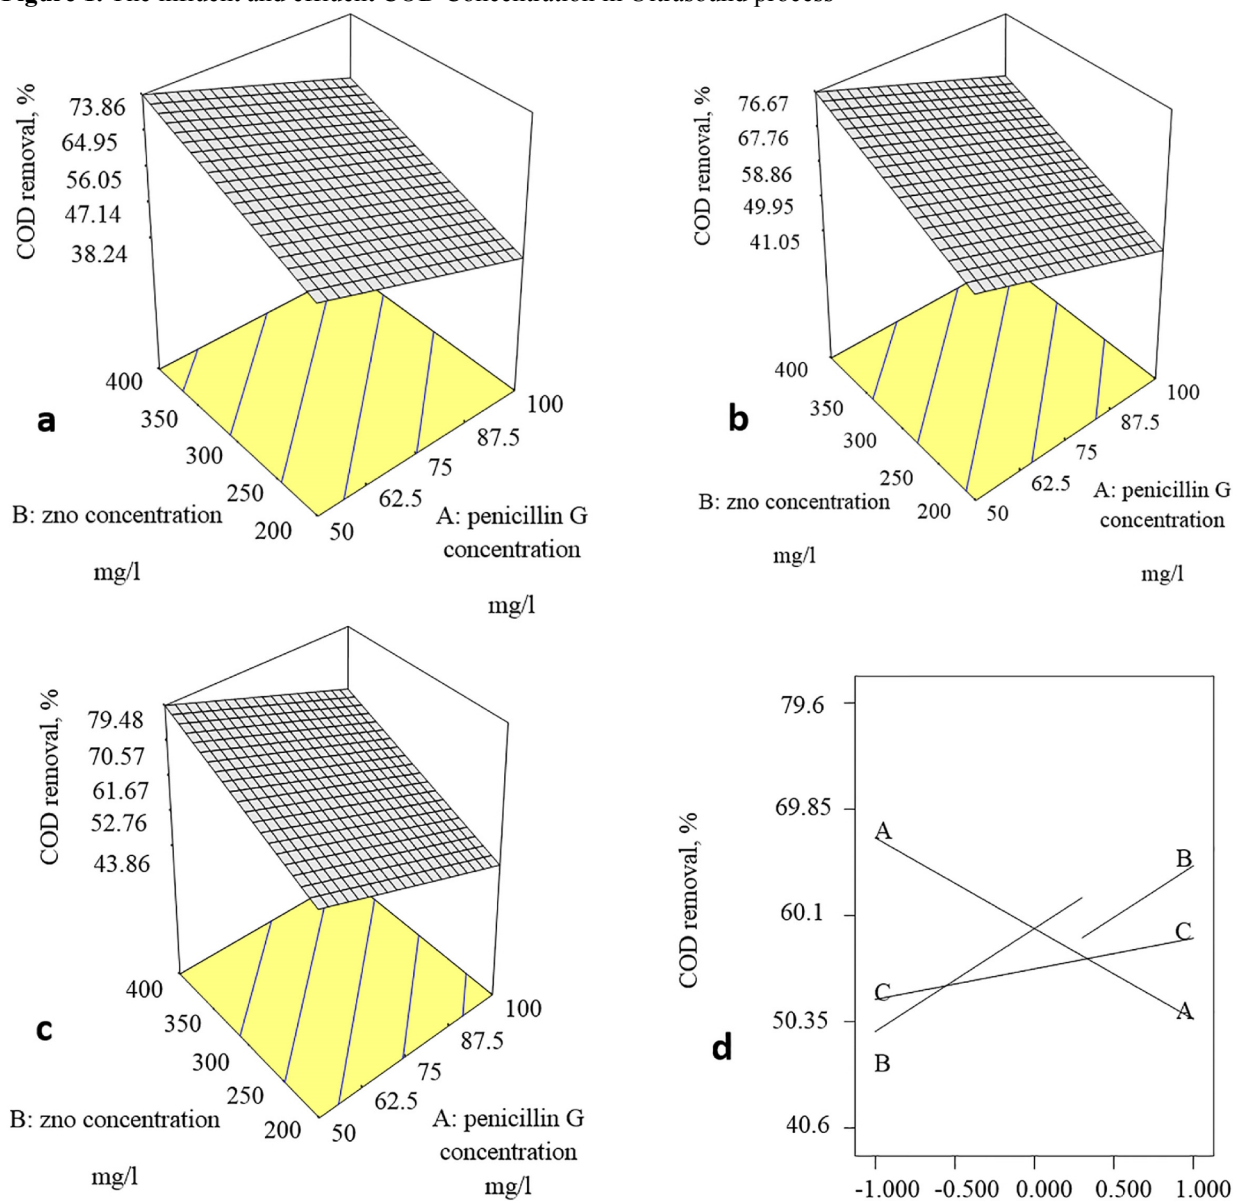 Figure 1. The influent and effluent COD Concentration in Ultrasound process
COD removal, %
73.86
64.95
56.05
47.14
38.24
400
350
300
250
200
50
62.5
75
87.5
100
a
B: zno concentration
mg/l
A: penicillin G
concentration
mg/l
COD removal, %
76.67
67.76
58.86
49.95
41.05
400
350
300
250
200
50
62.5
75
87.5
100
b
B: zno concentration
mg/l
A: penicillin G
concentration
mg/l
COD removal, %
79.48
70.57
61.67
52.76
43.86
400
350
300
250
200
50
62.5
75
87.5
100
c
B: zno concentration
mg/l
A: penicillin G
concentration
mg/l
COD removal, %
79.6
69.85
60.1
50.35
40.6
A
B
C
C
A
B
d
-1.000 -0.500 0.000 0.500 1.000